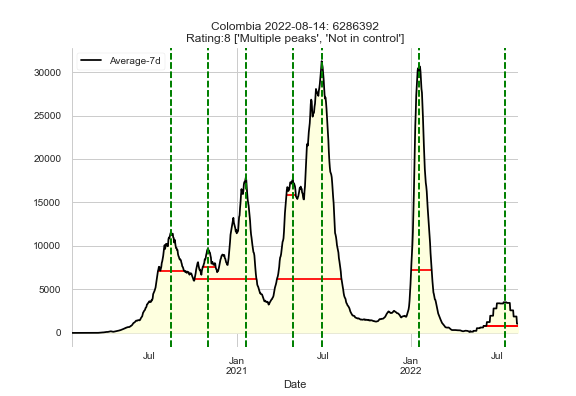 Colombia 2022-08-14: 6286392
Rating:8 ['Multiple peaks', 'Not in control']
Average-7d
30000
25000
20000
15000
10000
5000
0
Jul
Jan
2021
Jul
Jan
2022
Jul
Date